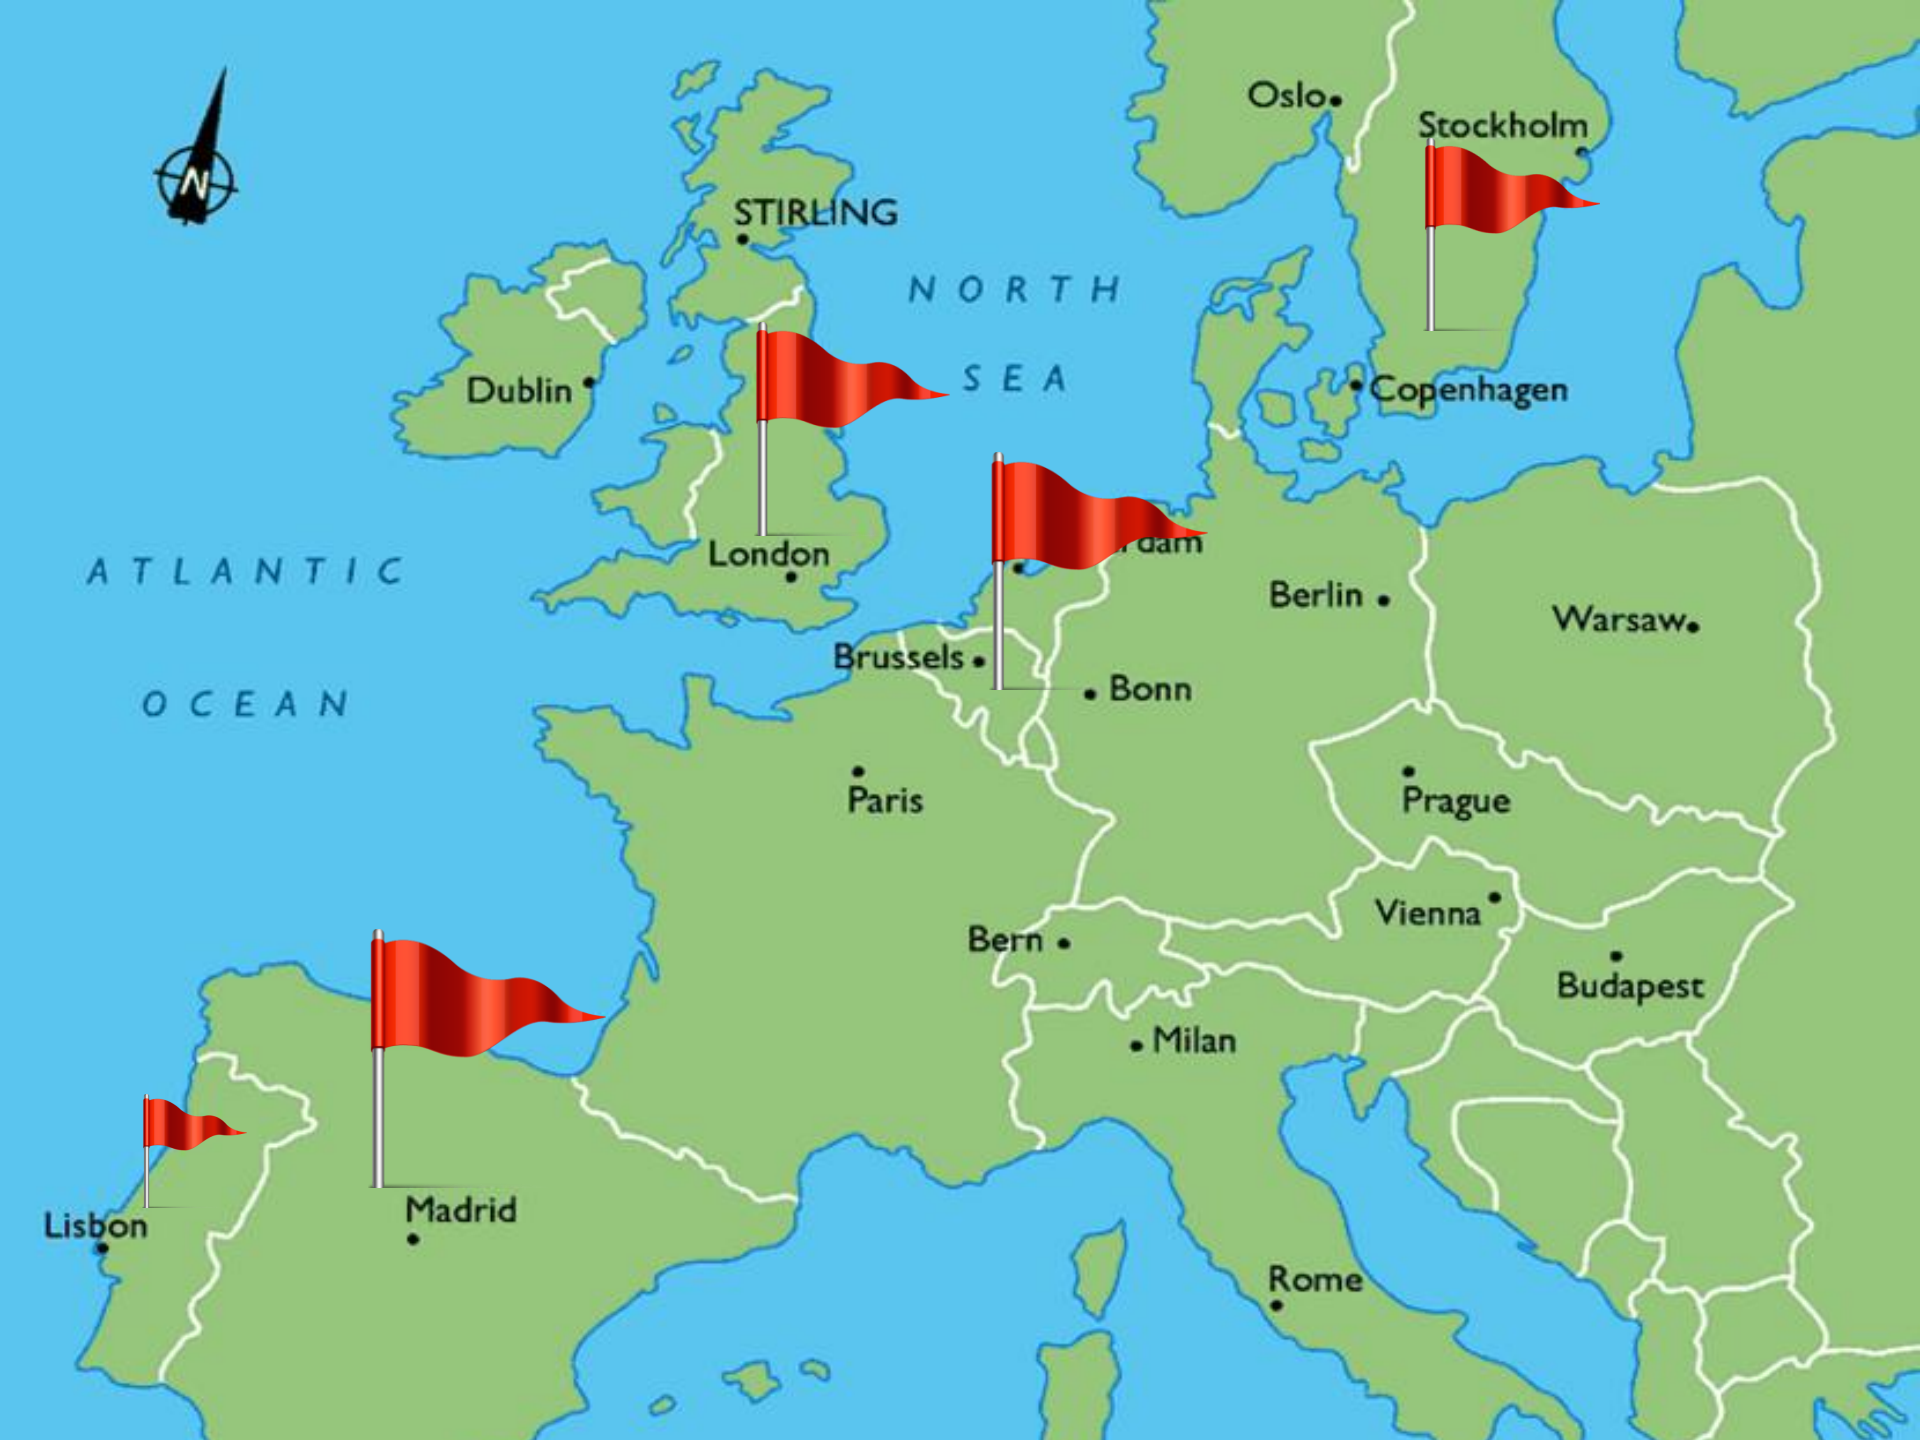 N
Oslo
Stockholm
STIRLING
NORTH
SEA
Dublin
Copenhagen
ATLANTIC
OCEAN
London
Berlin
Warsaw
Brussels
Bonn
Paris
Prague
Vienna
Bern
Budapest
Milan
Madrid
Lisbon
Rome